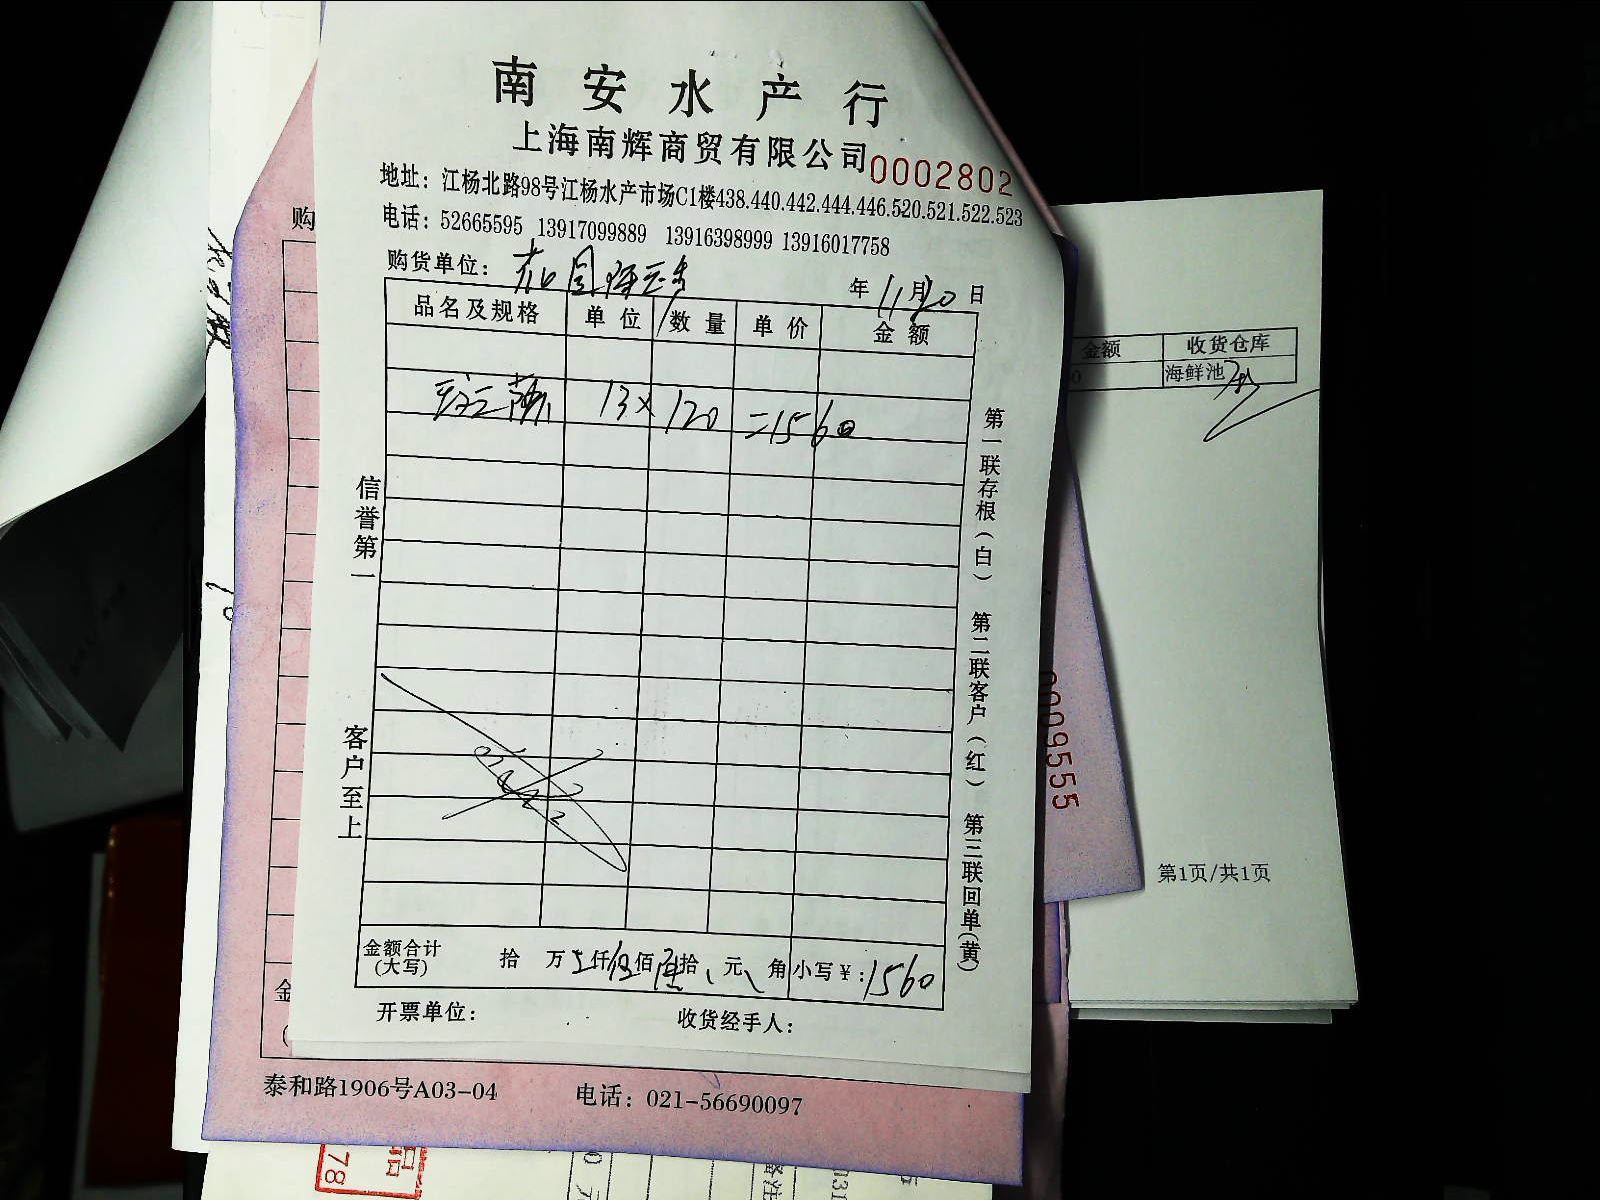 南安水产行
上海南辉商贸有限公司 0002802
地址：江杨北路98号江杨水产市场C1楼438.440.442.444.446.520.521.522.523
电话：52665595 13917099889 13916398999 13916017758
购货单位：
年 11月20日
品名及规格 单位 数量 单价 金额
13×120=1560
信誉第一
客户至上
第一联存根（白） 第二联客户（红） 第三联回单（黄）
金额合计（大写） 拾 万 仟伍佰陆拾 元 角 小写￥：1560
开票单位： 收货经手人：
购
金
泰和路1906号A03-04 电话：021-56690097
0009555
金额 收货仓库
0 海鲜池
第1页/共1页
78
备注